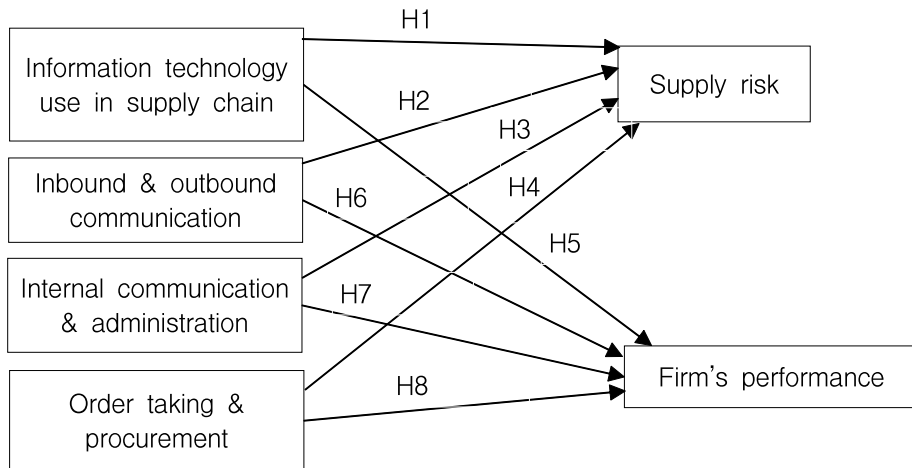 H1
Information technology
use in supply chain
Supply risk
H2
H3
Inbound & outbound
communication
H4
H6
H5
Internal communication
& administration
H7
Firm's performance
Order taking &
procurement
H8